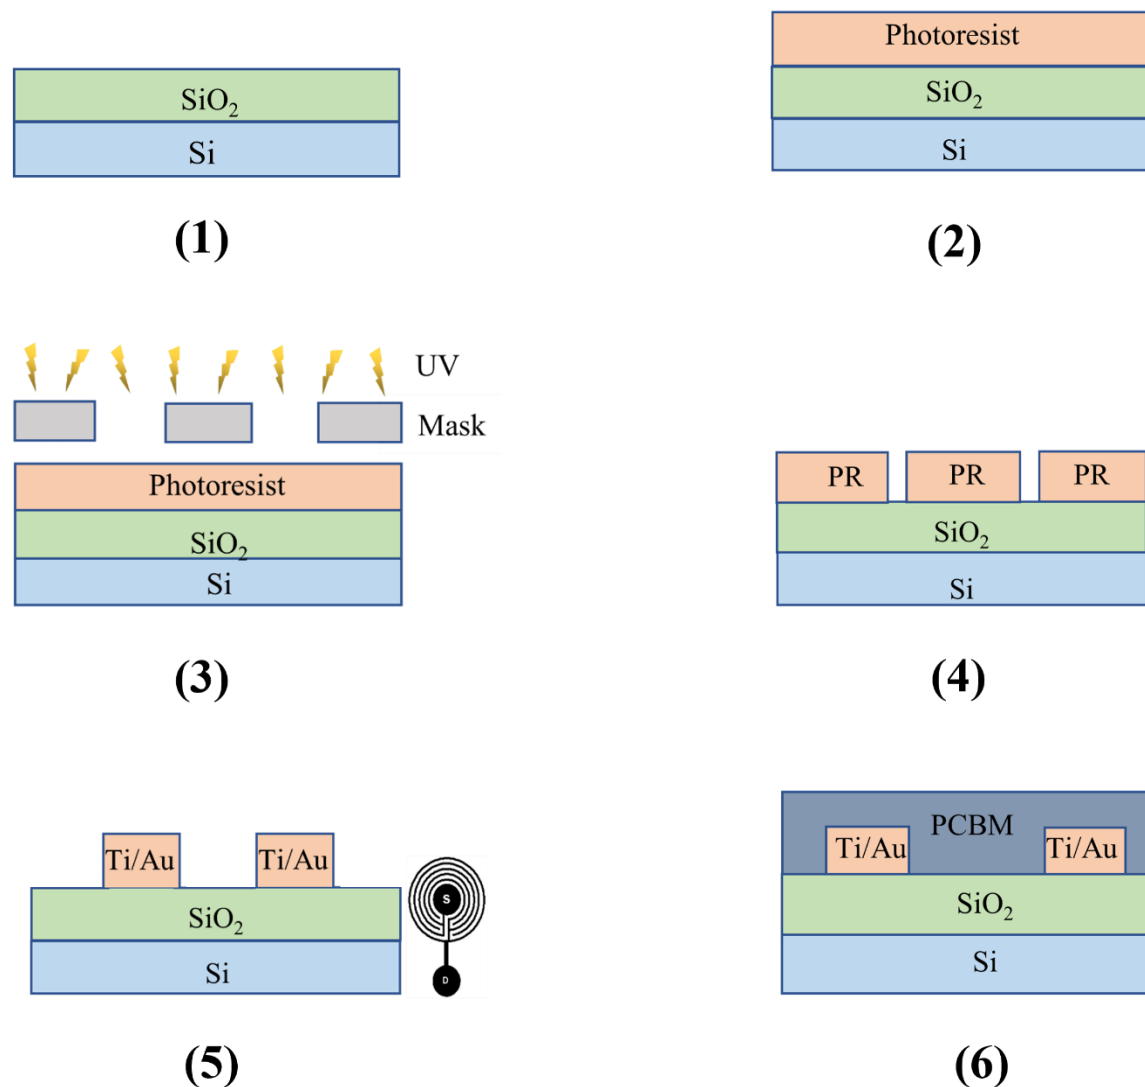 SiO₂
Si
(1)
Photoresist
SiO₂
Si
(2)
UV
Mask
Photoresist
SiO₂
Si
(3)
PR PR PR
SiO₂
Si
(4)
Ti/Au Ti/Au
SiO₂
Si
S
D
(5)
PCBM
Ti/Au Ti/Au
SiO₂
Si
(6)